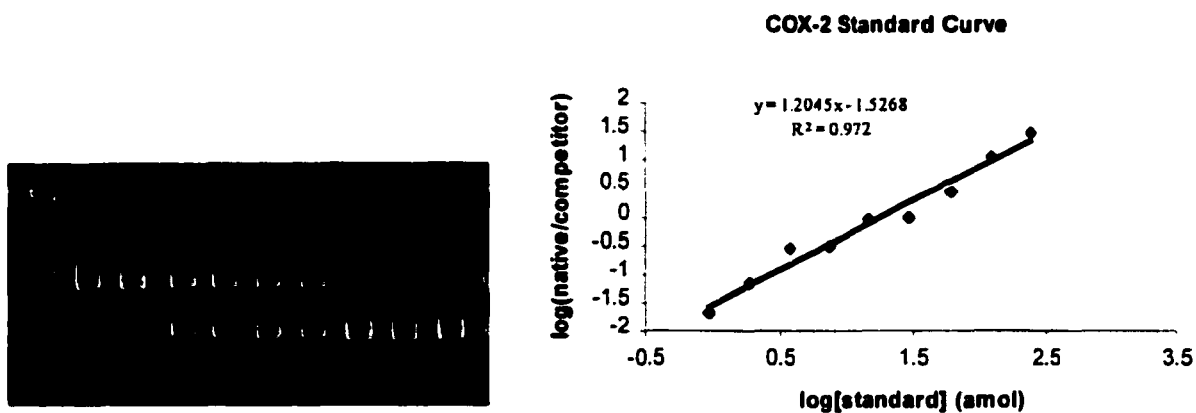 COX-2 Standard Curve
y = 1.2045x - 1.5268
R² = 0.972
log(native/competitor)
2
1.5
1
0.5
0
-0.5
-1
-1.5
-2
-0.5
0.5
1.5
2.5
3.5
log[standard] (amol)